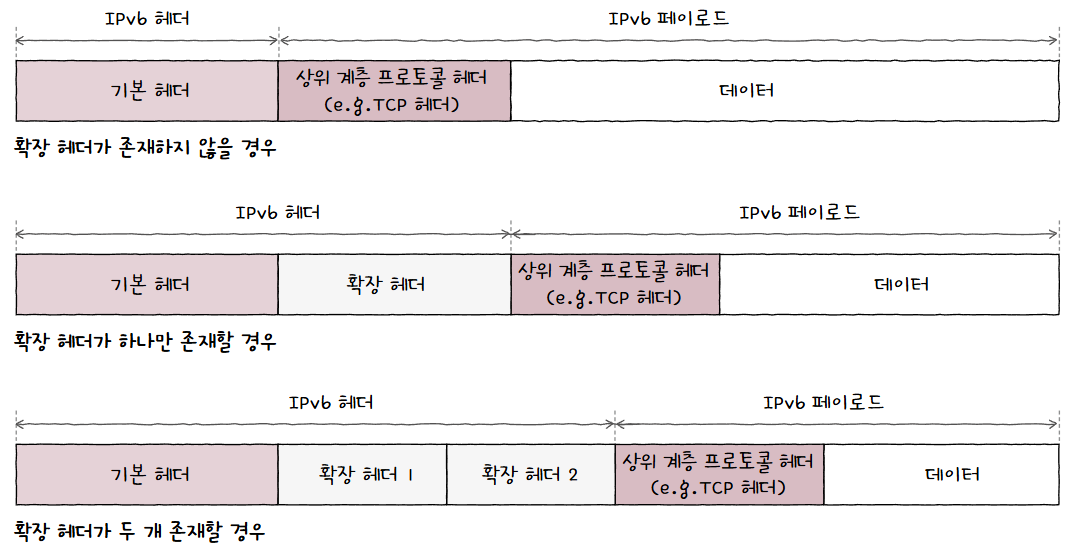 IPv6 헤더
IPv6 페이로드
기본 헤더
상위 계층 프로토콜 헤더
(e.g.TCP 헤더)
데이터
확장 헤더가 존재하지 않을 경우
IPv6 헤더
IPv6 페이로드
기본 헤더
확장 헤더
상위 계층 프로토콜 헤더
(e.g.TCP 헤더)
데이터
확장 헤더가 하나만 존재할 경우
IPv6 헤더
IPv6 페이로드
기본 헤더
확장 헤더 1
확장 헤더 2
상위 계층 프로토콜 헤더
(e.g.TCP 헤더)
데이터
확장 헤더가 두 개 존재할 경우